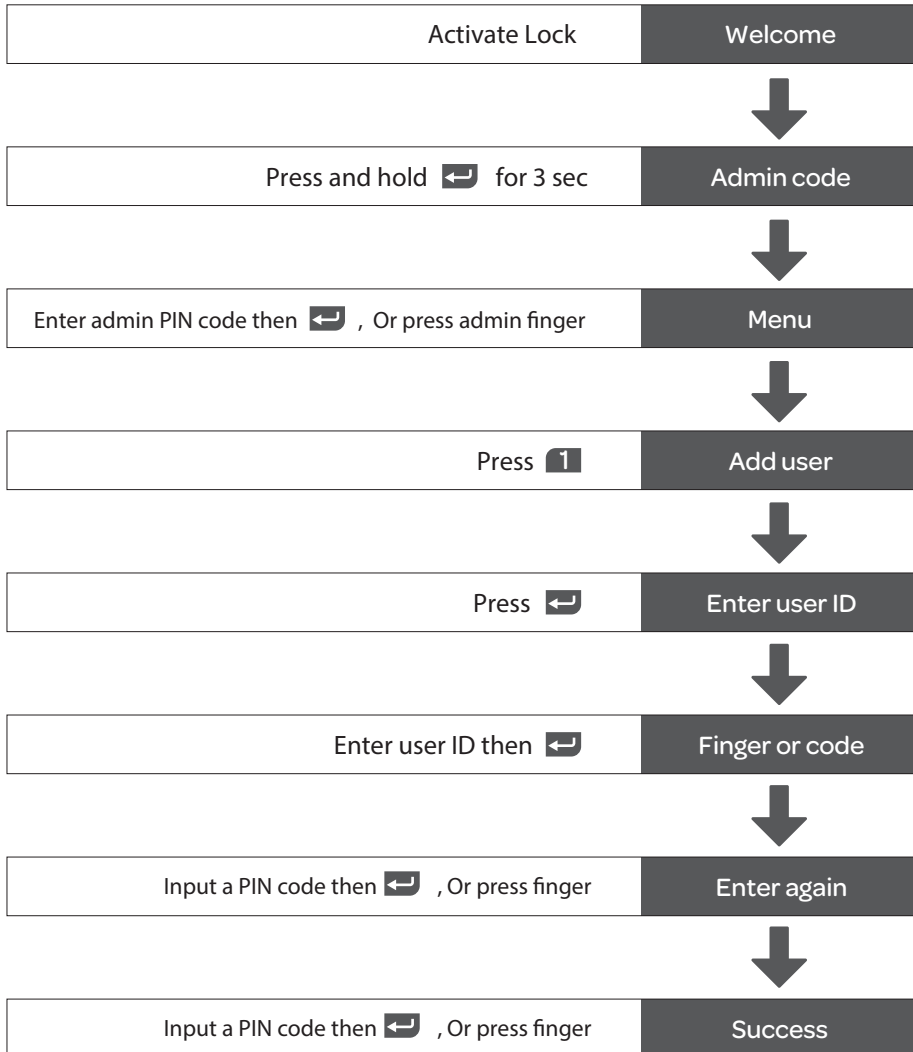 Activate Lock Welcome
Press and hold for 3 sec Admin code
Enter admin PIN code then , Or press admin finger Menu
Press 1 Add user
Press Enter user ID
Enter user ID then Finger or code
Input a PIN code then , Or press finger Enter again
Input a PIN code then , Or press finger Success